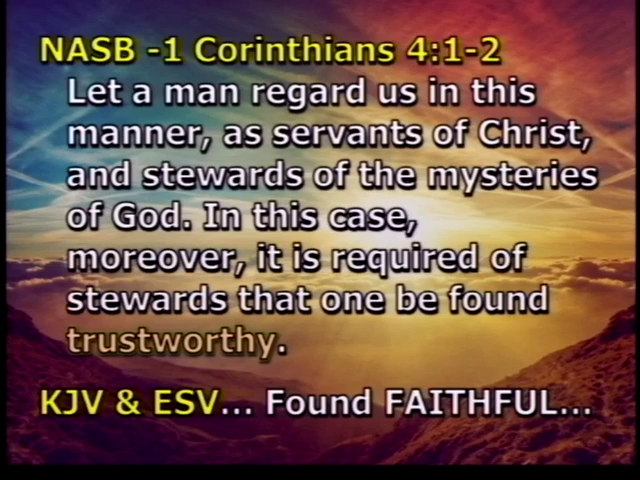 NASB -1 Corinthians 4:1-2
Let a man regard us in this
manner, as servants of Christ,
and stewards of the mysteries
of God. In this case,
moreover, it is required of
stewards that one be found
trustworthy.
KJV & ESV... Found FAITHFUL...